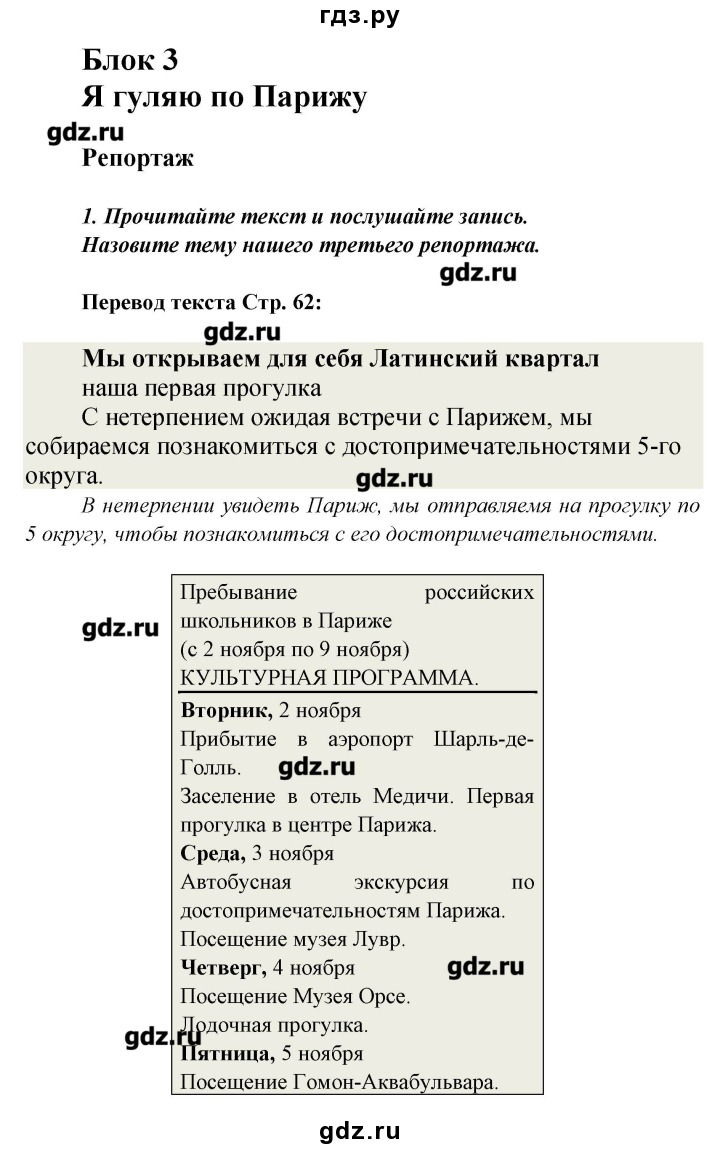 гдз.ру
Блок 3
Я гуляю по Парижу
gdz.ru
Репортаж
1. Прочитайте текст и послушайте запись.
Назовите тему нашего третьего репортажа.
gdz.ru
Перевод текста Стр. 62:
gdz.ru
Мы открываем для себя Латинский квартал
наша первая прогулка
С нетерпением ожидая встречи с Парижем, мы
собираемся познакомиться с достопримечательностями 5-го
округа.
gdz.ru
В нетерпении увидеть Париж, мы отправляемя на прогулку по
5 округу, чтобы познакомиться с его достопримечательностями.
Пребывание российских
школьников в Париже
gdz.ru
(с 2 ноября по 9 ноября)
КУЛЬТУРНАЯ ПРОГРАММА.
Вторник, 2 ноября
Прибытие в аэропорт Шарль-де-
Голль.
gdz.ru
Заселение в отель Медичи. Первая
прогулка в центре Парижа.
Среда, 3 ноября
Автобусная экскурсия по
достопримечательностям Парижа.
Посещение музея Лувр.
Четверг, 4 ноября
gdz.ru
Посещение Музея Орсе.
Лодочная прогулка.
gdz.ru
Пятница, 5 ноября
Посещение Гомон-Аквабульвара.
gdz.ru